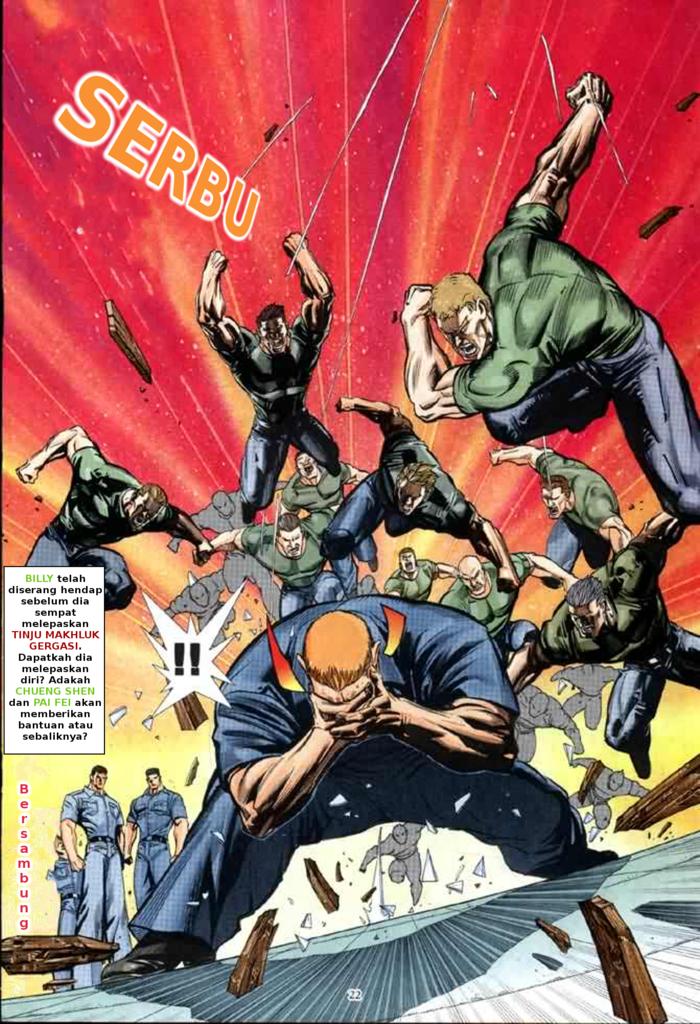 SERBU
BILLY telah
diserang hendap
sebelum dia
sempat
melepaskan
TINJU MAKHLUK
GERGASI.
Dapatkah dia
melepaskan
diri? Adakah
CHUENG SHEN
dan PAI FEI akan
memberikan
bantuan atau
sebaliknya?
!!
Bersambung
22